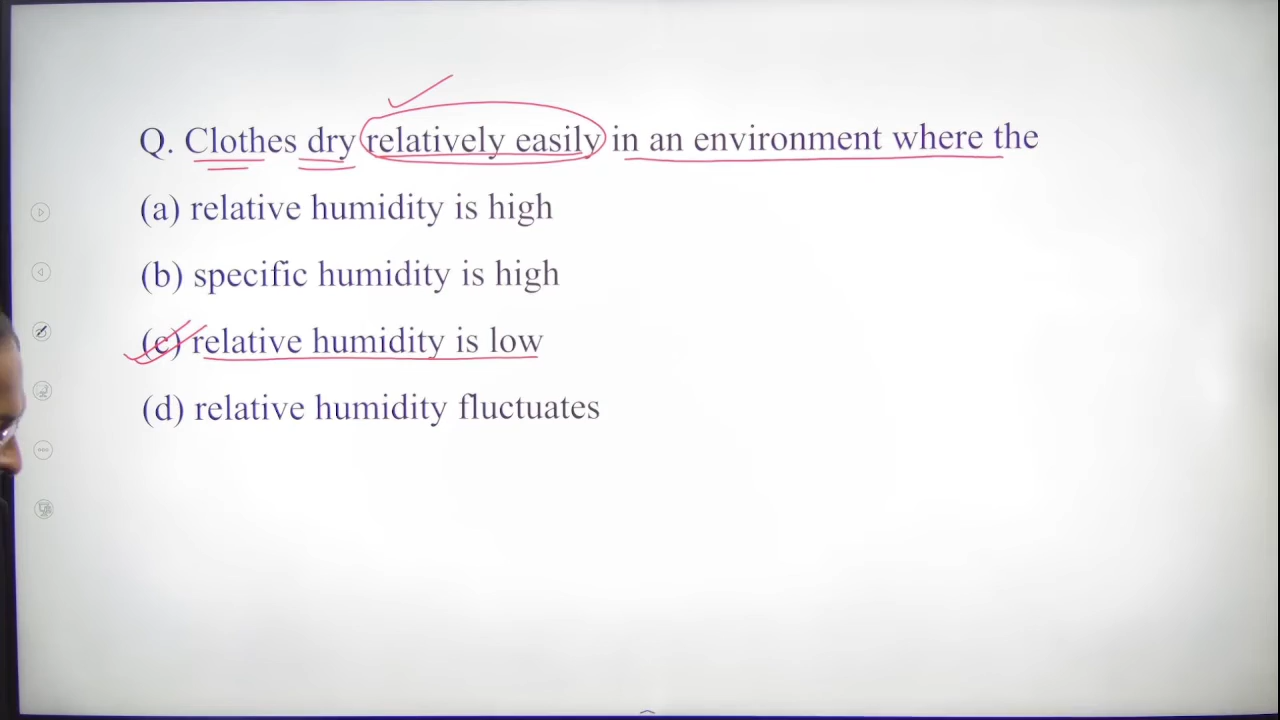 Q. Clothes dry relatively easily in an environment where the
(a) relative humidity is high
(b) specific humidity is high
(c) relative humidity is low
(d) relative humidity fluctuates